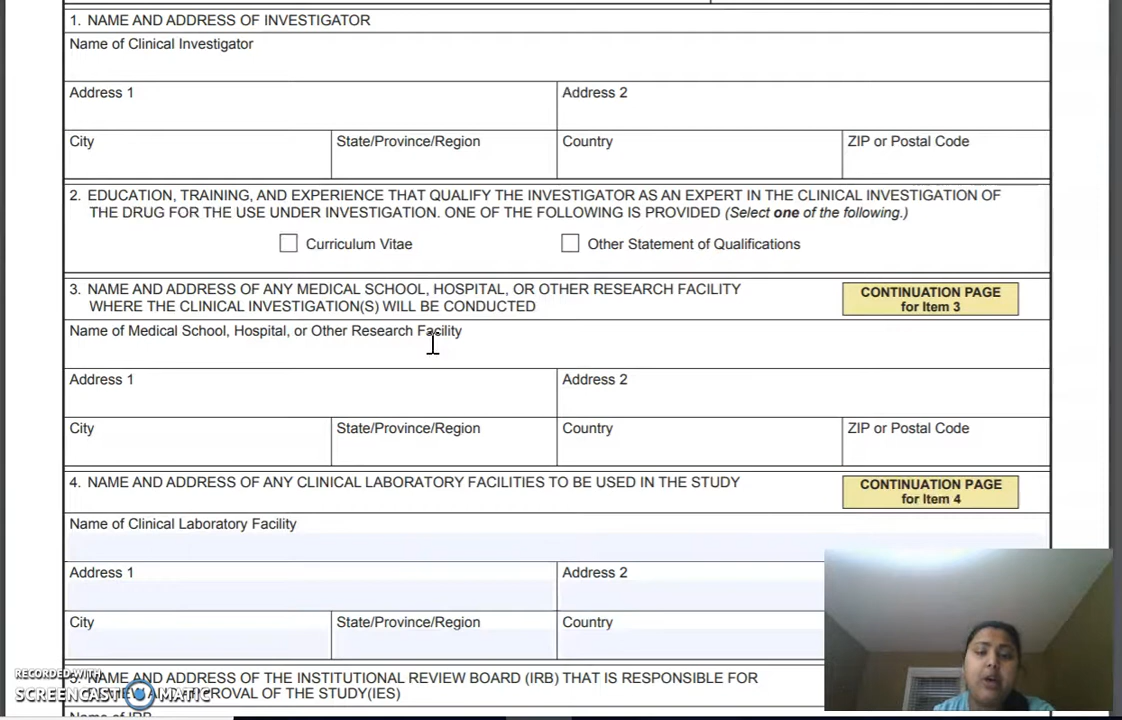 1. NAME AND ADDRESS OF INVESTIGATOR
Name of Clinical Investigator
Address 1
Address 2
City
State/Province/Region
Country
ZIP or Postal Code
2. EDUCATION, TRAINING, AND EXPERIENCE THAT QUALIFY THE INVESTIGATOR AS AN EXPERT IN THE CLINICAL INVESTIGATION OF
THE DRUG FOR THE USE UNDER INVESTIGATION. ONE OF THE FOLLOWING IS PROVIDED (Select one of the following.)
Curriculum Vitae
Other Statement of Qualifications
3. NAME AND ADDRESS OF ANY MEDICAL SCHOOL, HOSPITAL, OR OTHER RESEARCH FACILITY
WHERE THE CLINICAL INVESTIGATION(S) WILL BE CONDUCTED
CONTINUATION PAGE
for Item 3
Name of Medical School, Hospital, or Other Research Facility
Address 1
Address 2
City
State/Province/Region
Country
ZIP or Postal Code
4. NAME AND ADDRESS OF ANY CLINICAL LABORATORY FACILITIES TO BE USED IN THE STUDY
CONTINUATION PAGE
for Item 4
Name of Clinical Laboratory Facility
Address 1
Address 2
City
State/Province/Region
Country
5. NAME AND ADDRESS OF THE INSTITUTIONAL REVIEW BOARD (IRB) THAT IS RESPONSIBLE FOR
AND APPROVAL OF THE STUDY(IES)
Name of IRB
RECORDED WITH
SCREENCAST MATIC